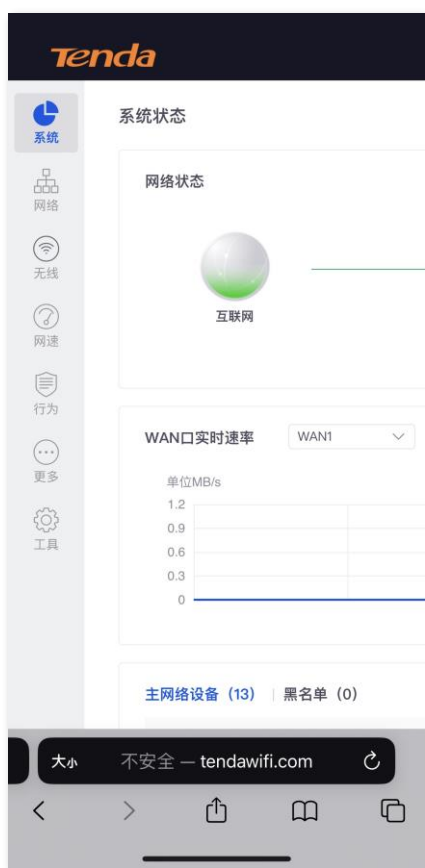 Tenda
系统
网络
无线
网速
行为
更多
工具
系统状态
网络状态
互联网
WAN口实时速率
WAN1
单位MB/s
1.2
0.9
0.6
0.3
0
主网络设备（13）
黑名单（0）
大小
不安全 — tendawifi.com